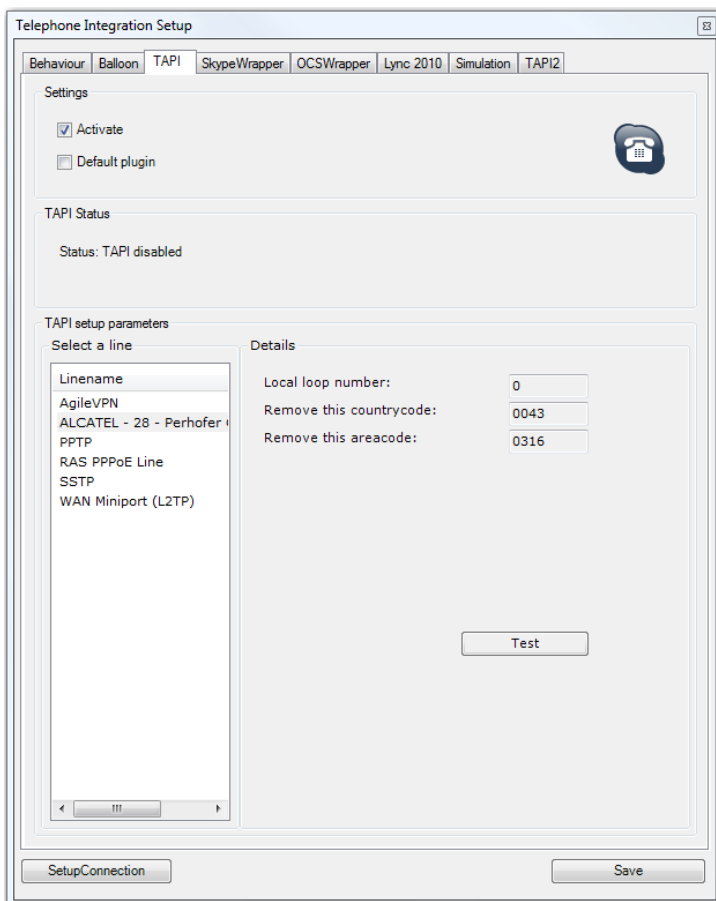 Telephone Integration Setup
Behaviour Balloon TAPI SkypeWrapper OCSWrapper Lync 2010 Simulation TAPI2
Settings
Activate
Default plugin
TAPI Status
Status: TAPI disabled
TAPI setup parameters
Select a line
Linename
AgileVPN
ALCATEL - 28 - Perhofer
PPTP
RAS PPPoE Line
SSTP
WAN Miniport (L2TP)
Details
Local loop number: 0
Remove this countrycode: 0043
Remove this areacode: 0316
Test
SetupConnection Save